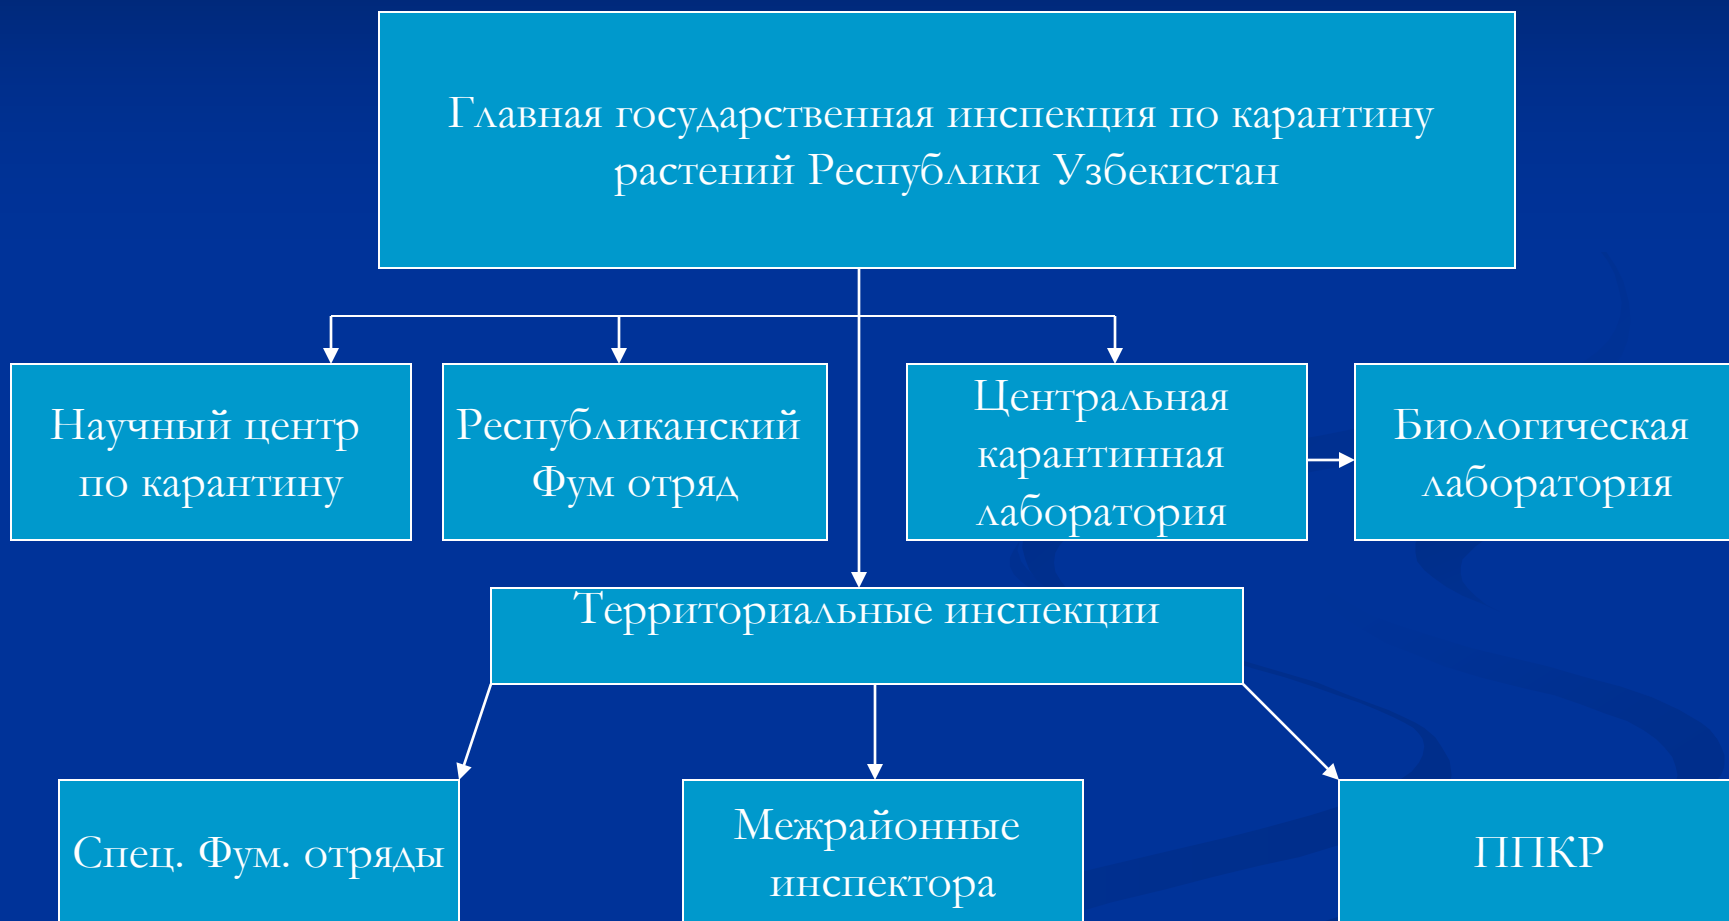 Главная государственная инспекция по карантину
растений Республики Узбекистан
Научный центр
по карантину
Республиканский
Фум отряд
Центральная
карантинная
лаборатория
Биологическая
лаборатория
Территориальные инспекции
Спец. Фум. отряды
Межрайонные
инспектора
ППКР